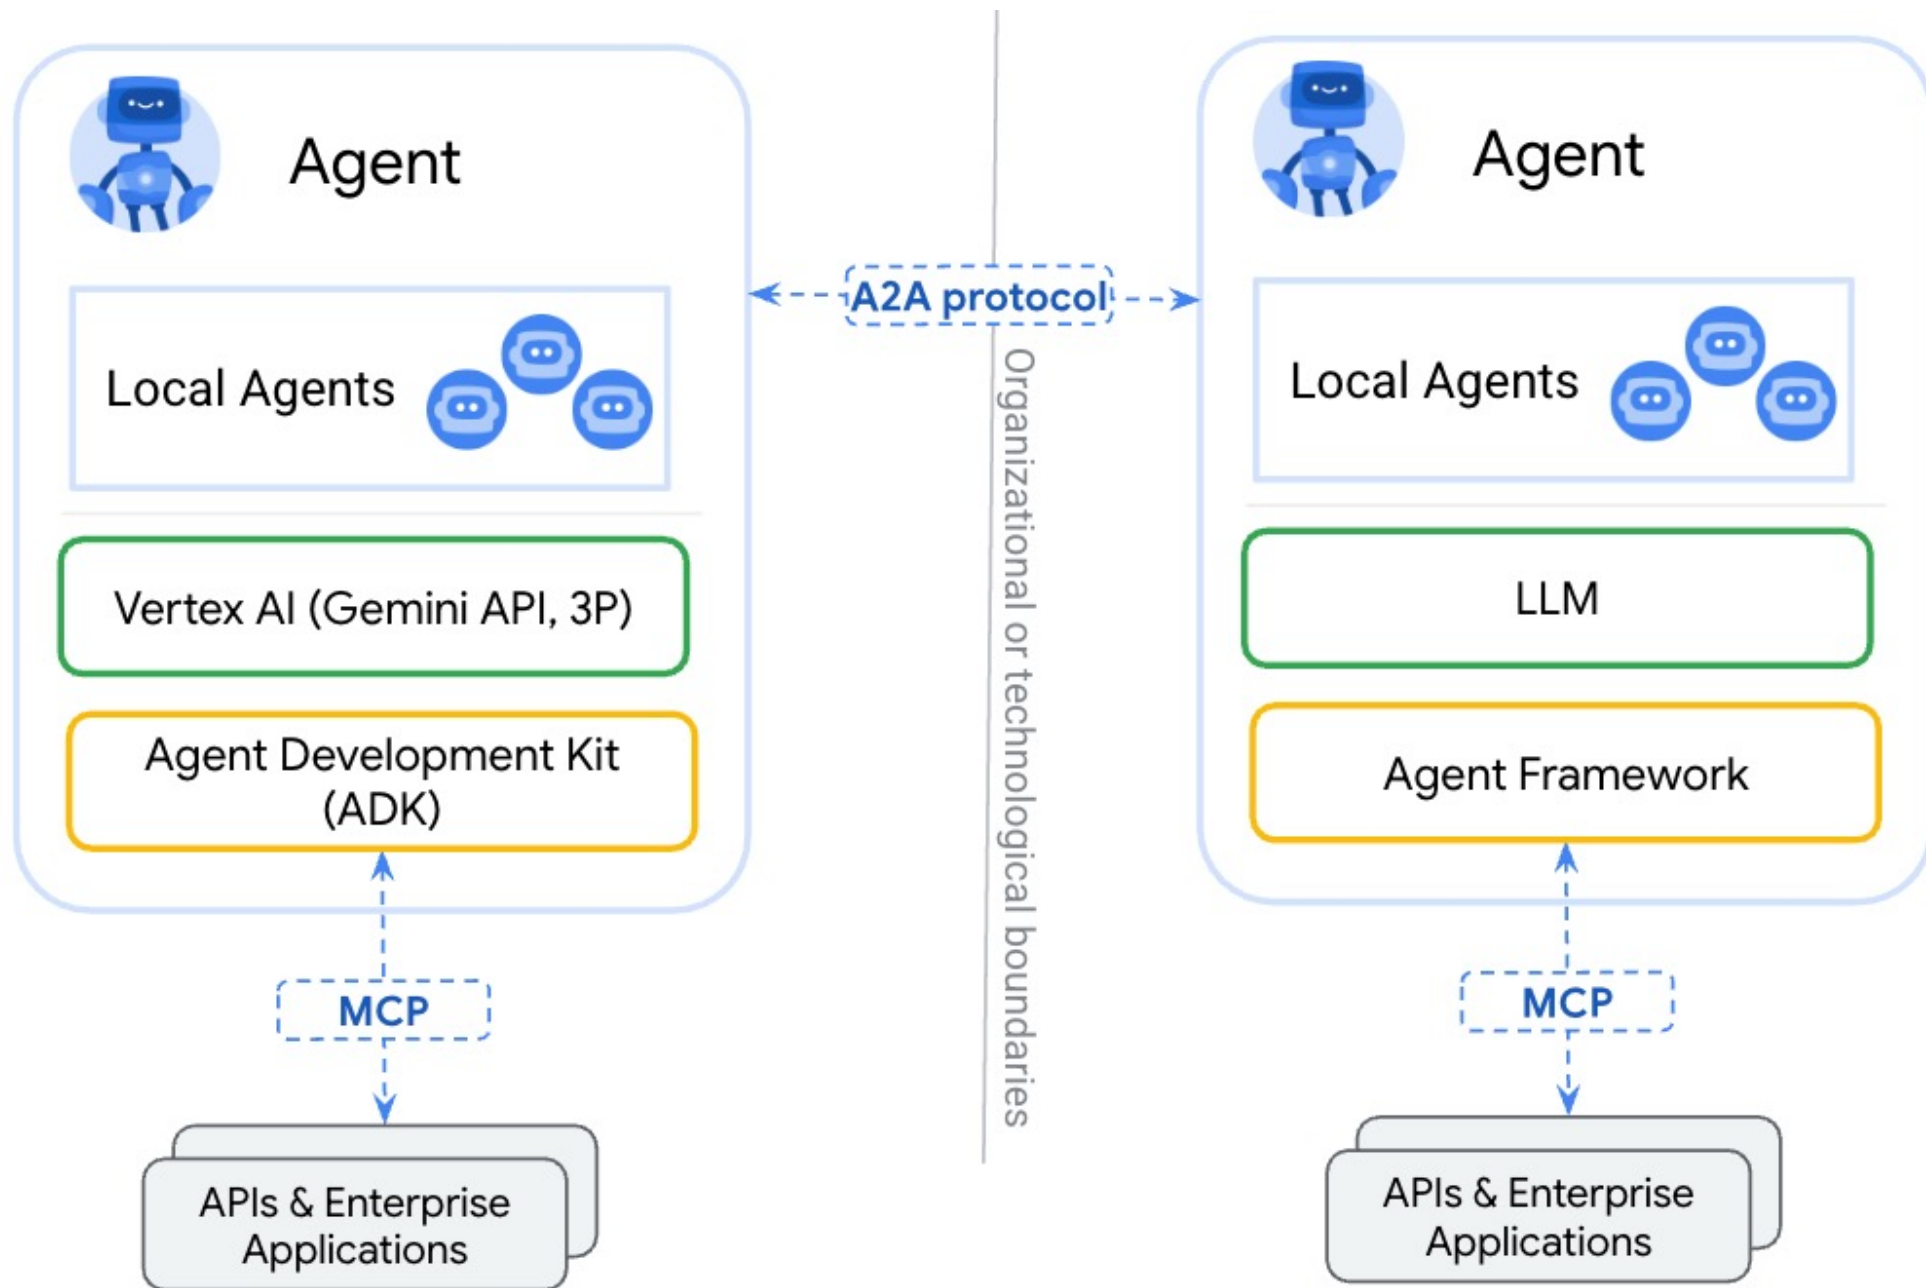 Agent
Local Agents
Vertex AI (Gemini API, 3P)
Agent Development Kit
(ADK)
MCP
APIs & Enterprise
Applications
A2A protocol
Organizational or technological boundaries
Agent
Local Agents
LLM
Agent Framework
MCP
APIs & Enterprise
Applications